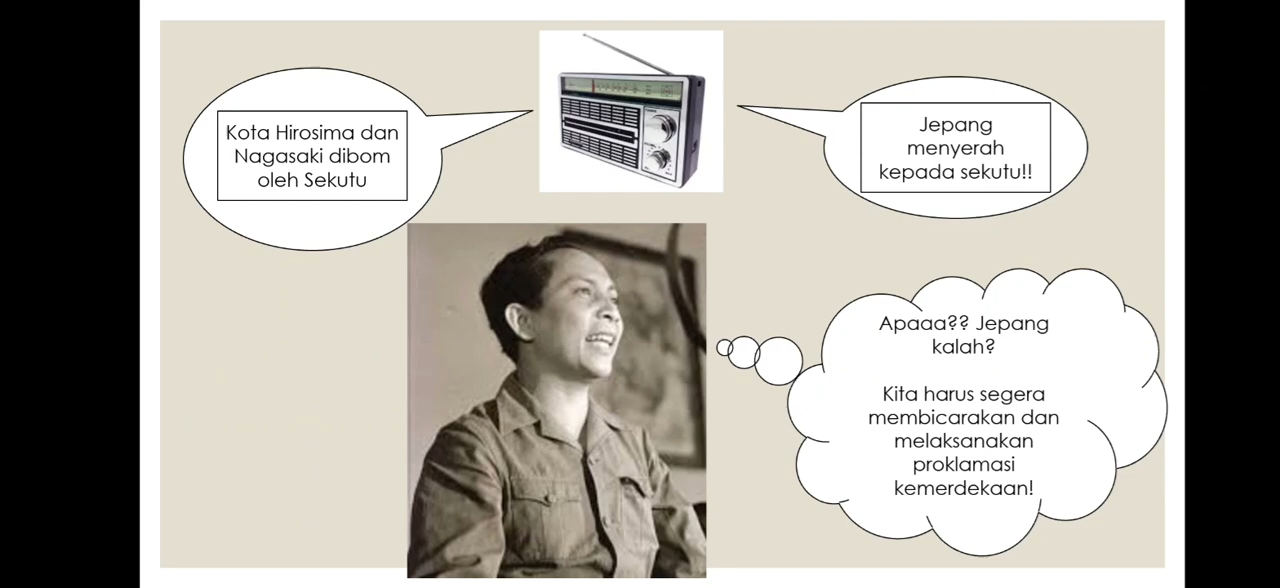 Kota Hirosima dan
Nagasaki dibom
oleh Sekutu
Jepang
menyerah
kepada sekutu!!
Apaaa?? Jepang
kalah?
Kita harus segera
membicarakan dan
melaksanakan
proklamasi
kemerdekaan!